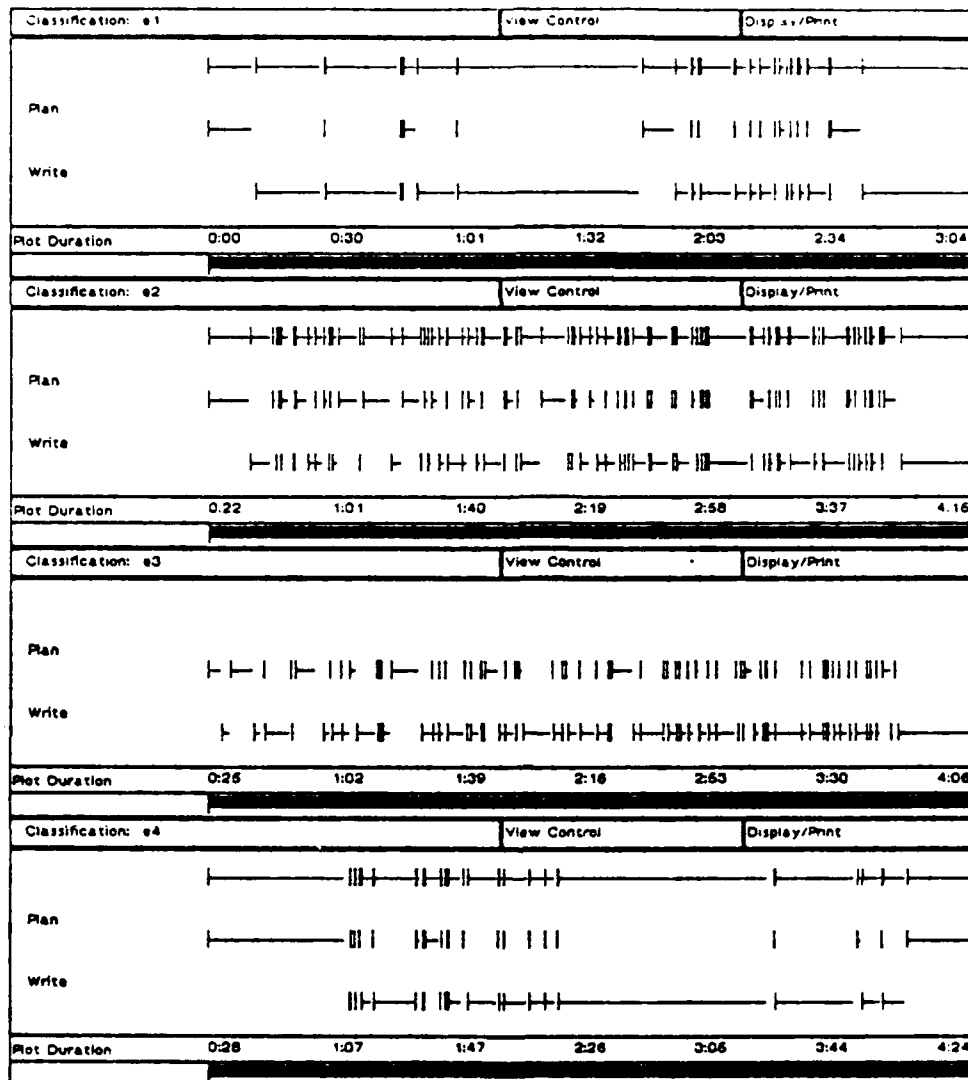 Classification: e1 View Control Display/Print
Plan
Write
Plot Duration 0:00 0:30 1:01 1:32 2:03 2:34 3:04
Classification: e2 View Control Display/Print
Plan
Write
Plot Duration 0:22 1:01 1:40 2:19 2:58 3:37 4:16
Classification: e3 View Control Display/Print
Plan
Write
Plot Duration 0:25 1:02 1:39 2:16 2:53 3:30 4:06
Classification: e4 View Control Display/Print
Plan
Write
Plot Duration 0:28 1:07 1:47 2:26 3:05 3:44 4:24